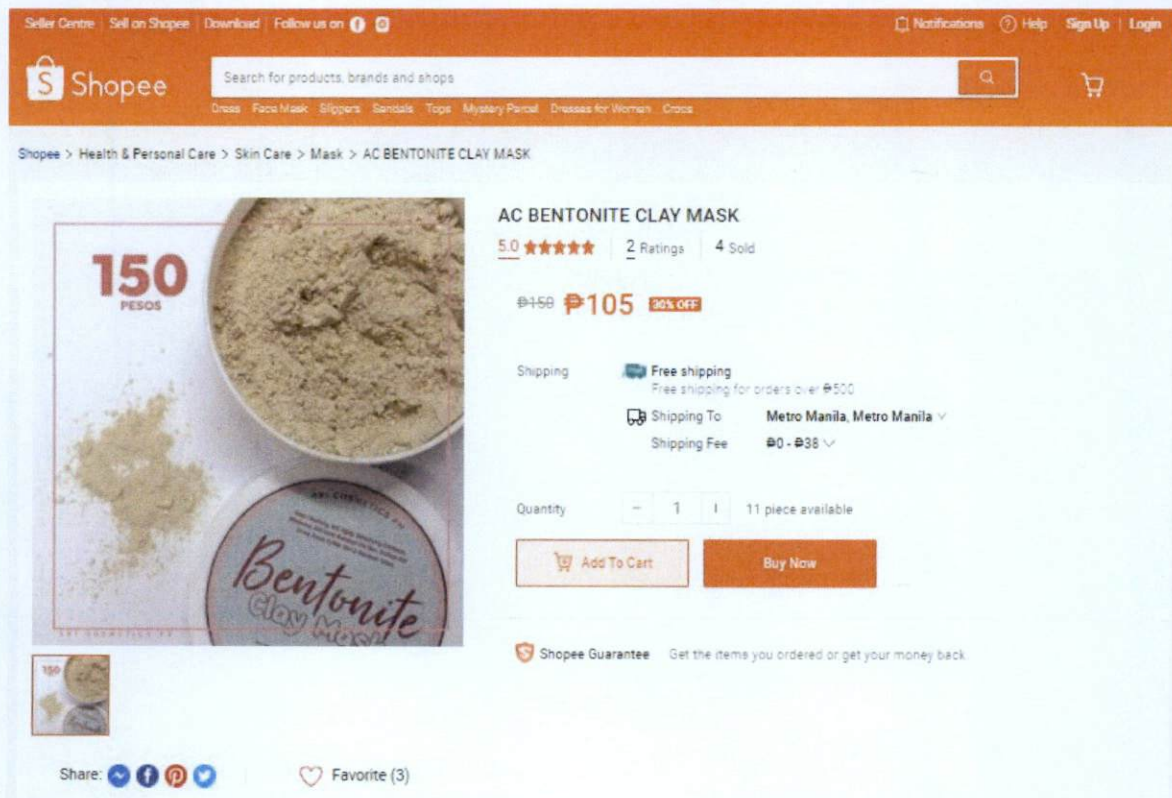 Seller Centre Sell on Shopee Download Follow us on
Notifications Help Sign Up Login
Shopee
Search for products, brands and shops
Dress Face Mask Slippers Sandals Tops Mystery Parcel Dresses for Women Crocs
Shopee > Health & Personal Care > Skin Care > Mask > AC BENTONITE CLAY MASK
150
PESOS
Bentonite
Clay Mask
ABI COSMETICS PH
AC BENTONITE CLAY MASK
5.0 2 Ratings 4 Sold
₱150 ₱105 30% OFF
Shipping Free shipping
Free shipping for orders over ₱500
Shipping To Metro Manila, Metro Manila
Shipping Fee ₱0 - ₱38
Quantity - 1 11 piece available
Add To Cart Buy Now
Shopee Guarantee Get the items you ordered or get your money back
150
Share: Favorite (3)